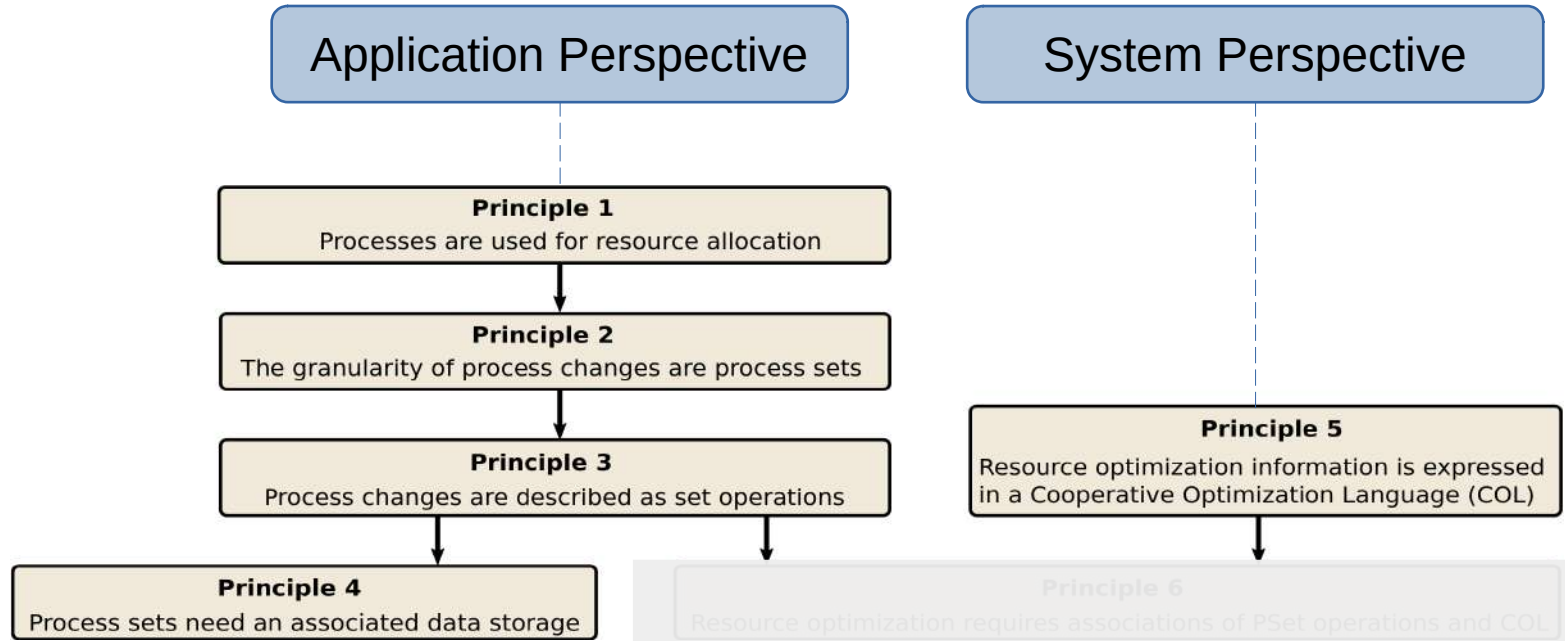 Application Perspective
System Perspective
Principle 1
Processes are used for resource allocation
Principle 2
The granularity of process changes are process sets
Principle 3
Process changes are described as set operations
Principle 5
Resource optimization information is expressed
in a Cooperative Optimization Language (COL)
Principle 4
Process sets need an associated data storage
Principle 6
Resource optimization requires associations of PSet operations and COL